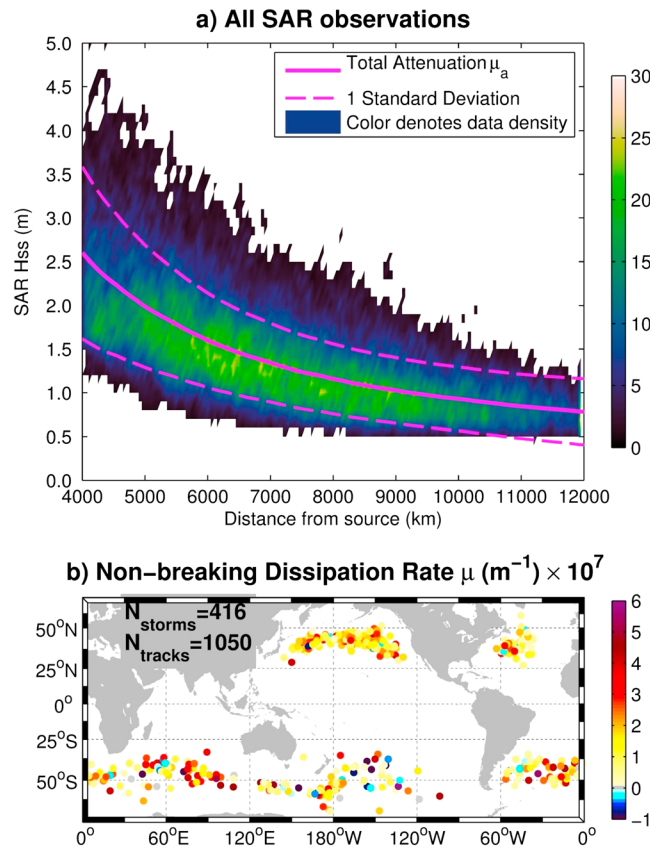 a) All SAR observations
5.0
4.5
4.0
3.5
3.0
2.5
2.0
1.5
1.0
0.5
0.0
SAR Hss (m)
Total Attenuation μa
1 Standard Deviation
Color denotes data density
30
25
20
15
10
5
0
4000 5000 6000 7000 8000 9000 10000 11000 12000
Distance from source (km)
b) Non−breaking Dissipation Rate μ (m−1) × 10^7
Nstorms=416
Ntracks=1050
50°N
25°N
0°
25°S
50°S
0° 60°E 120°E 180°W 120°W 60°W 0°
6
5
4
3
2
1
0
−1